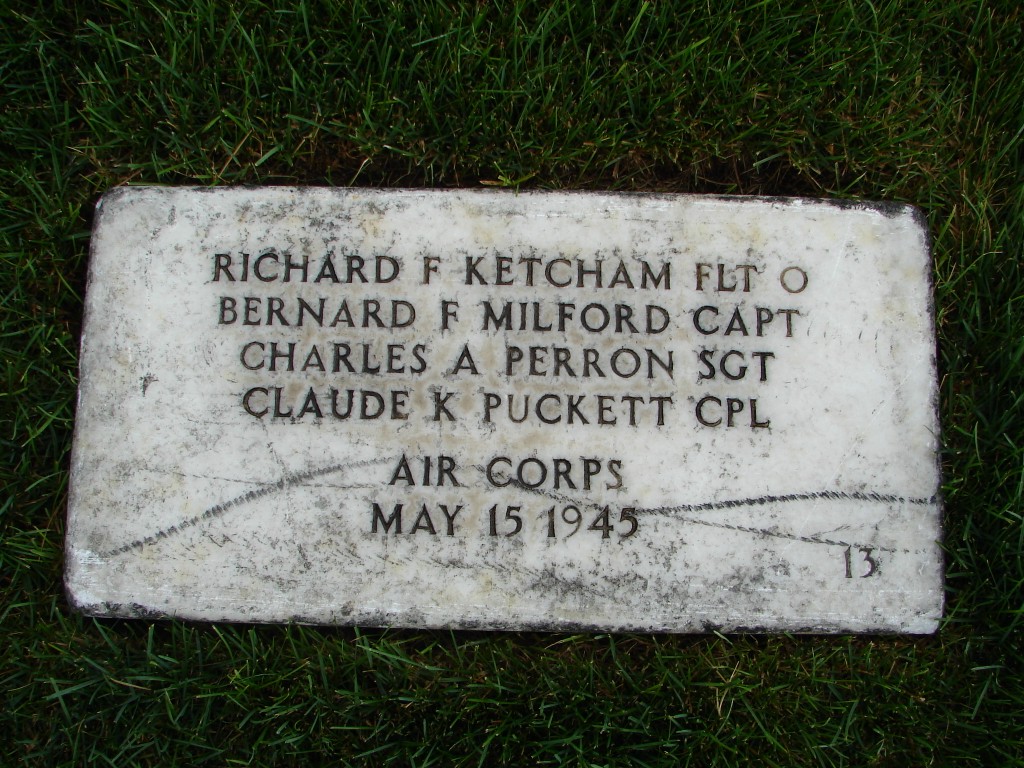 RICHARD F KETCHAM FLT O
BERNARD F MILFORD CAPT
CHARLES A PERRON SGT
CLAUDE K PUCKETT CPL
AIR CORPS
MAY 15 1945
13